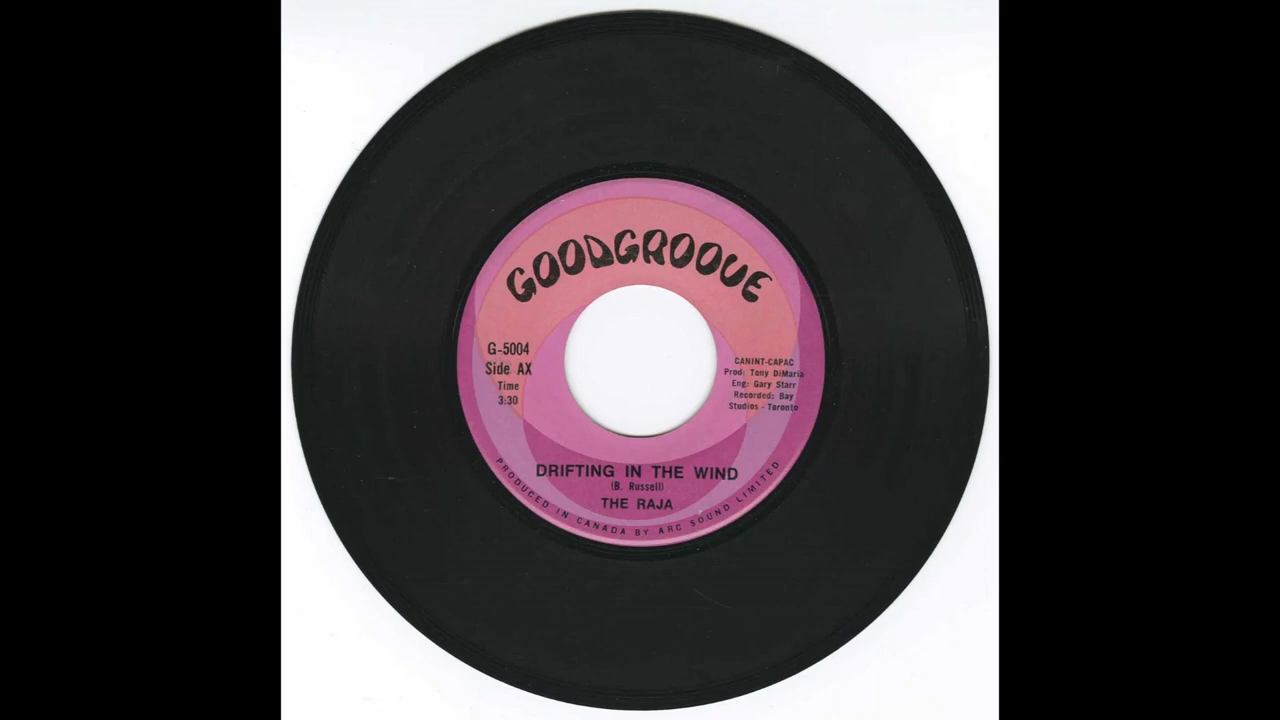 GOODGROOVE
G-5004
Side AX
Time
3:30
CANINT-CAPAC
Prod: Tony DiMaria
Eng: Gary Starr
Recorded: Bay
Studios - Toronto
DRIFTING IN THE WIND
(B. Russell)
THE RAJA
PRODUCED IN CANADA BY ARC SOUND LIMITED